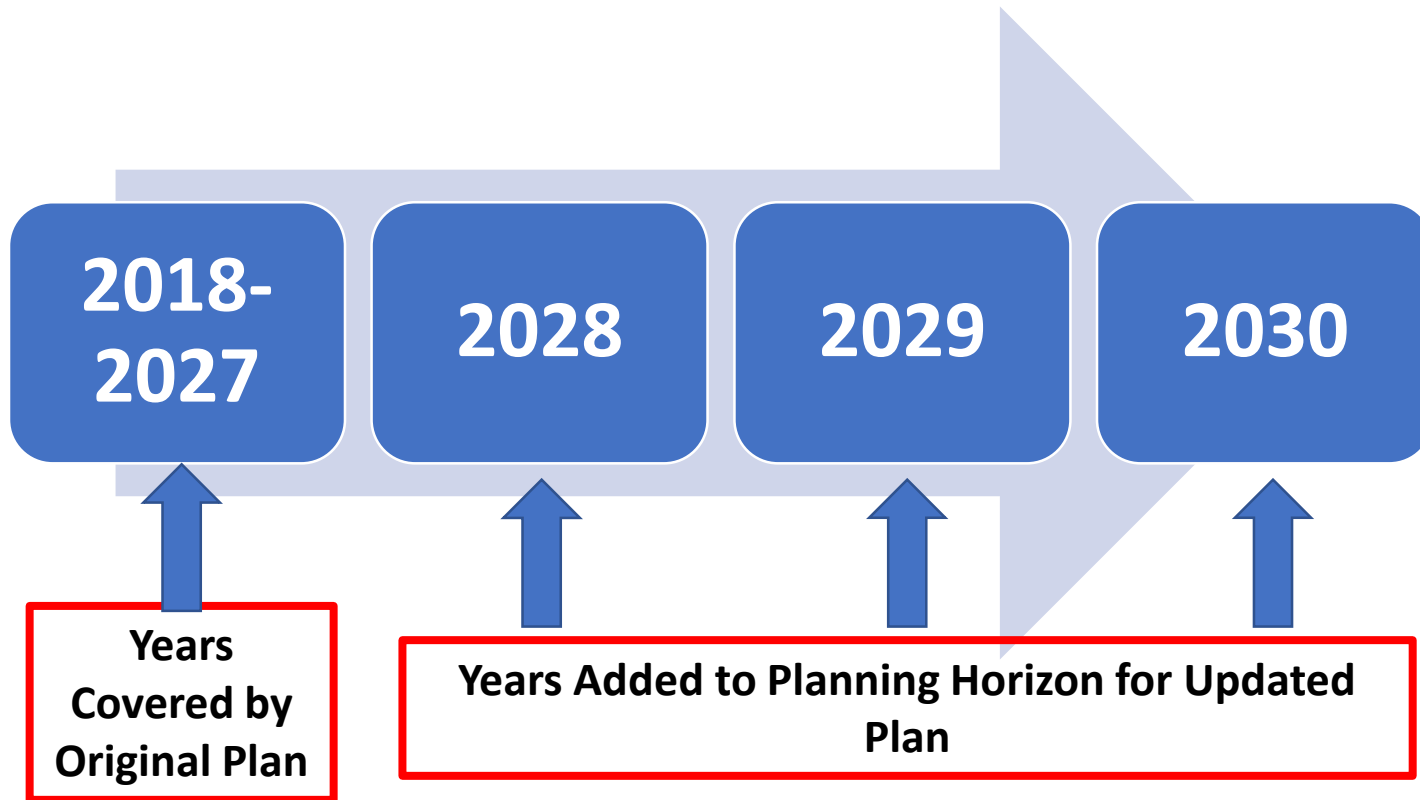 2018-
2027
2028
2029
2030
Years
Covered by
Original Plan
Years Added to Planning Horizon for Updated
Plan